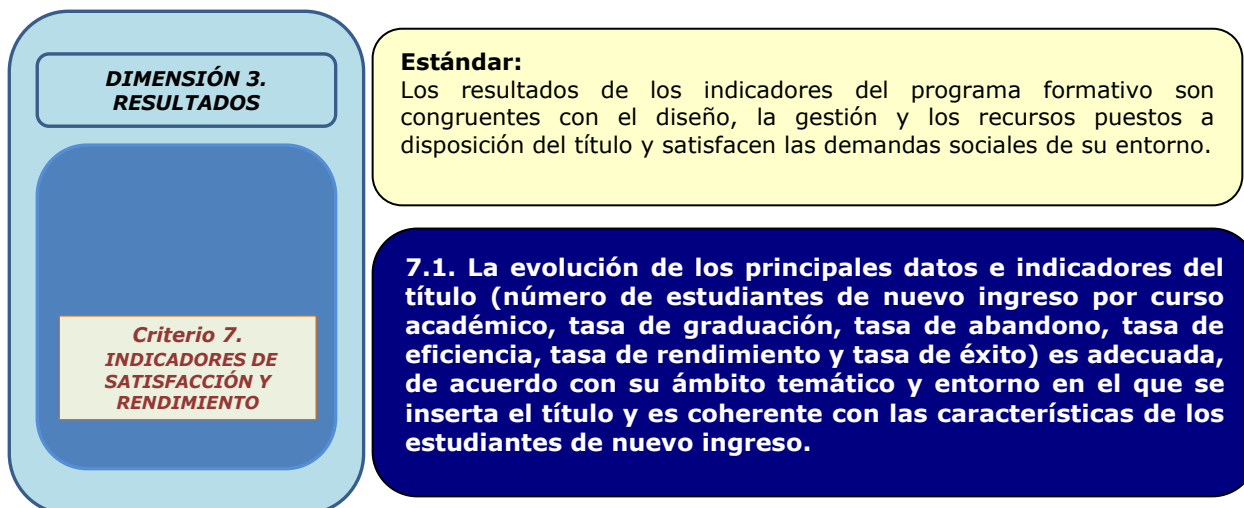 DIMENSIÓN 3.
RESULTADOS
Criterio 7.
INDICADORES DE
SATISFACCIÓN Y
RENDIMIENTO
Estándar:
Los resultados de los indicadores del programa formativo son
congruentes con el diseño, la gestión y los recursos puestos a
disposición del título y satisfacen las demandas sociales de su entorno.
7.1. La evolución de los principales datos e indicadores del
título (número de estudiantes de nuevo ingreso por curso
académico, tasa de graduación, tasa de abandono, tasa de
eficiencia, tasa de rendimiento y tasa de éxito) es adecuada,
de acuerdo con su ámbito temático y entorno en el que se
inserta el título y es coherente con las características de los
estudiantes de nuevo ingreso.